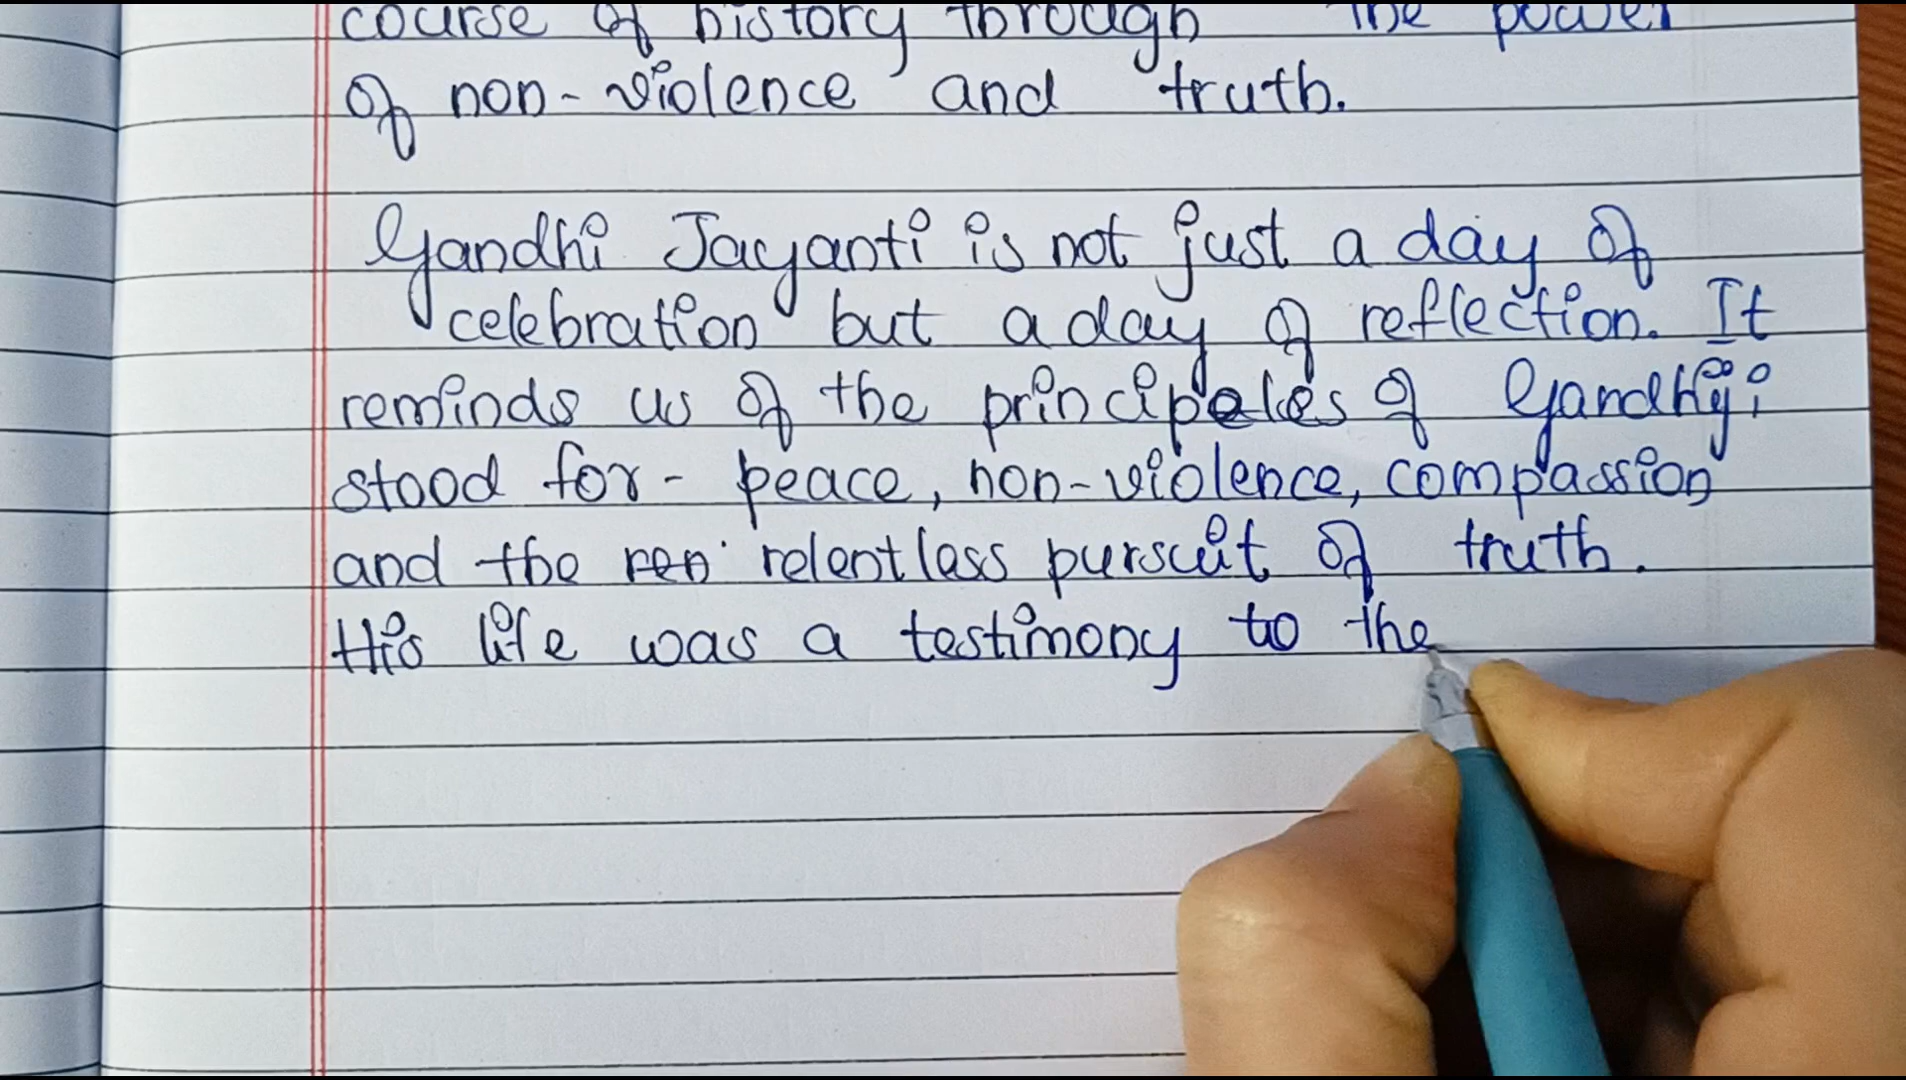 course of history through the power
of non-violence and truth.
Gandhi Jayanti is not just a day of
celebration but a day of reflection. It
reminds us of the principeles of Gandhiji
stood for - peace, non-violence, compassion
and the ren relentless pursuit of truth.
His life was a testimony to the